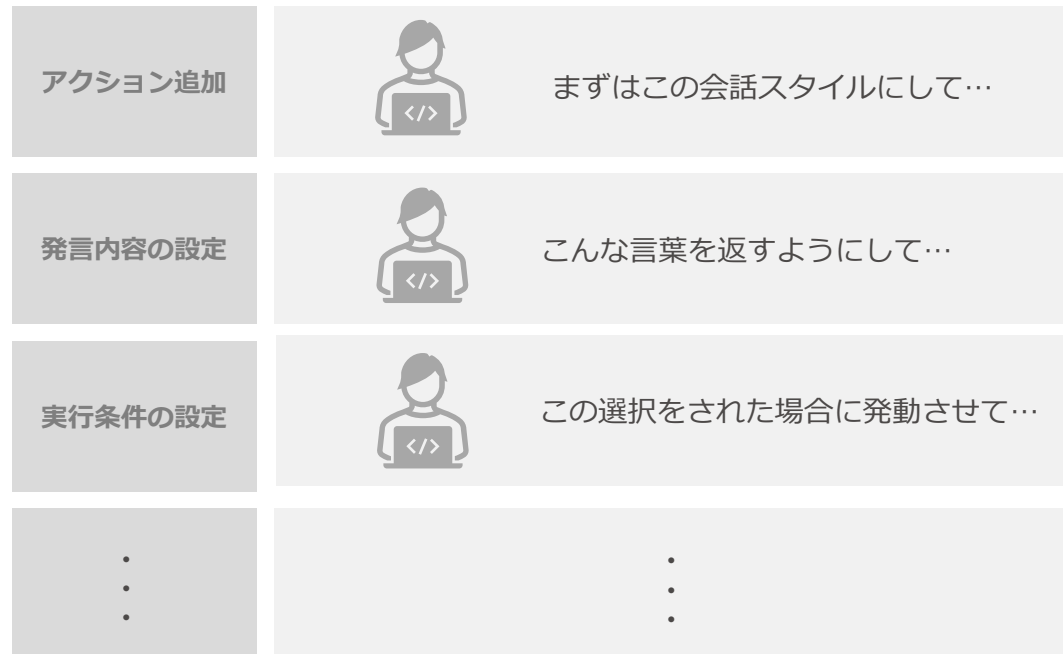 アクション追加
まずはこの会話スタイルにして…
</>
発言内容の設定
こんな言葉を返すようにして…
</>
実行条件の設定
この選択をされた場合に発動させて…
</>
・
・
・
・
・
・